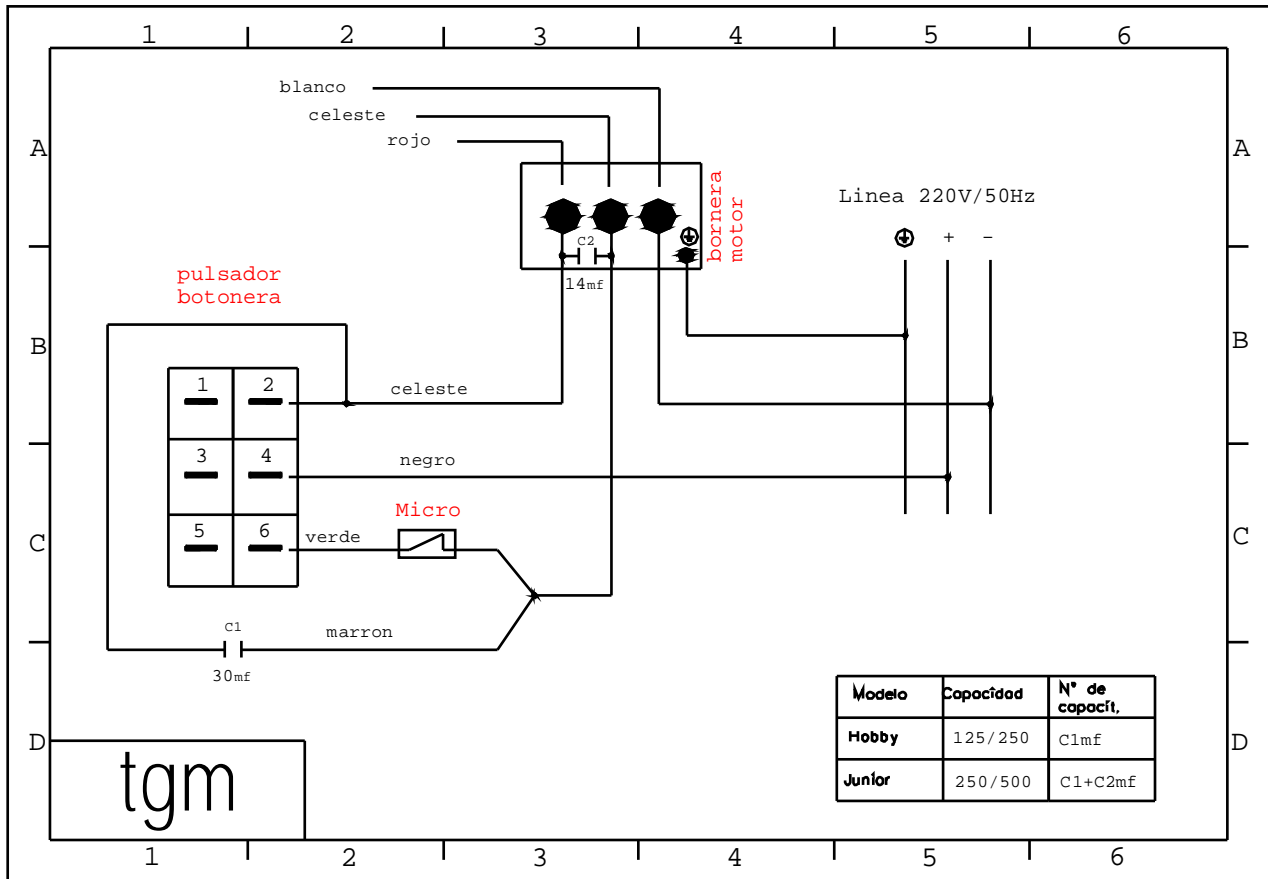 1 2 3 4 5 6
blanco
celeste
rojo
A
A
bornera
motor
Linea 220V/50Hz
+ -
C2
14mf
pulsador
botonera
B
B
1 2
celeste
3 4
negro
Micro
5 6
verde
C
C
C1
marron
30mf
Modelo Capacidad N° de
capacit.
Hobby 125/250 C1mf
Junior 250/500 C1+C2mf
D
D
tgm
1 2 3 4 5 6